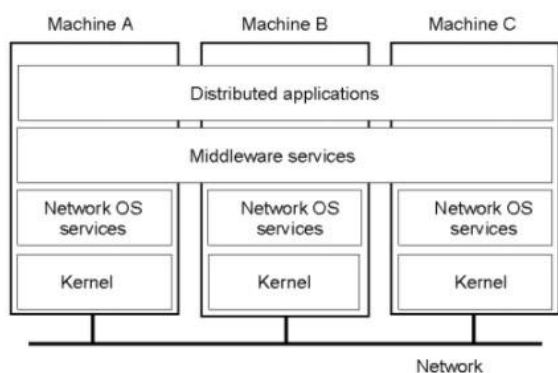 Machine A
Machine B
Machine C
Distributed applications
Middleware services
Network OS
services
Network OS
services
Network OS
services
Kernel
Kernel
Kernel
Network